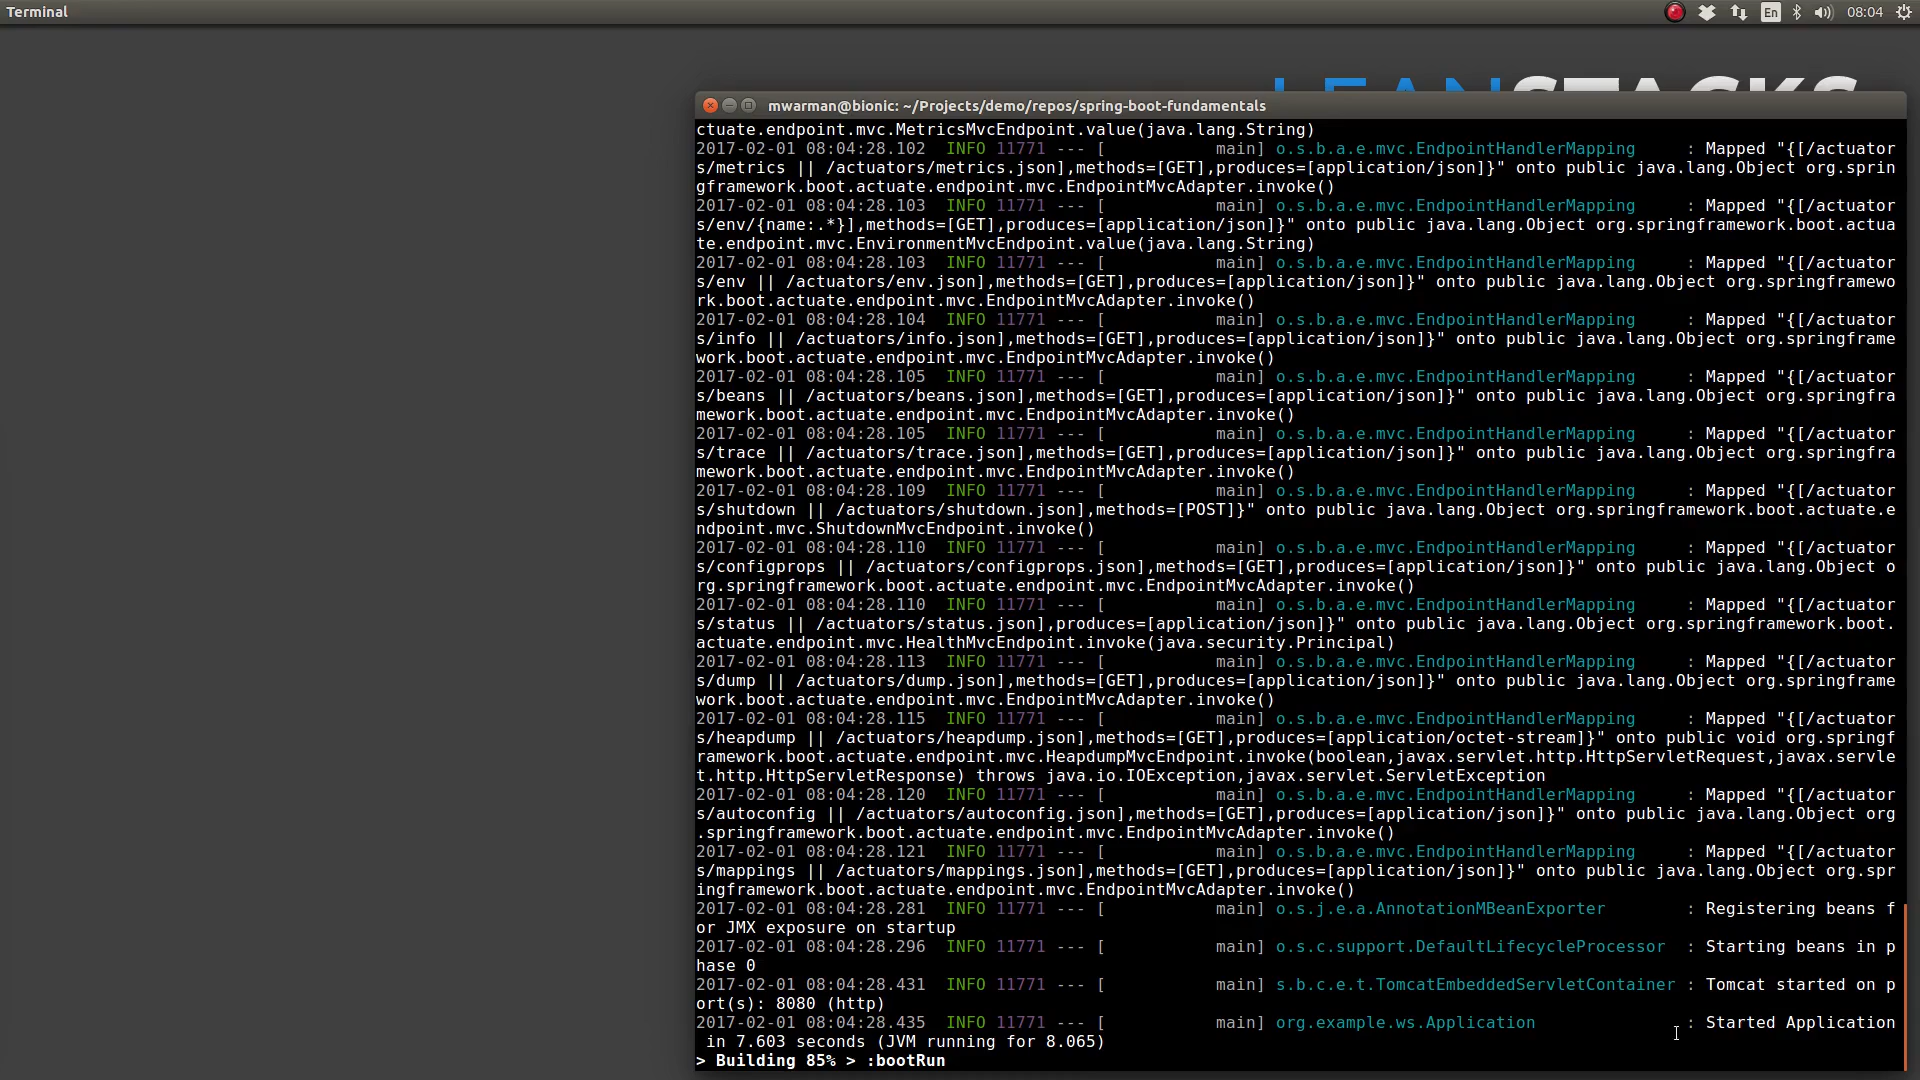 Terminal
En
08:04
LEANSTACKS
mwarman@bionic: ~/Projects/demo/repos/spring-boot-fundamentals
ctuate.endpoint.mvc.MetricsMvcEndpoint.value(java.lang.String)
2017-02-01 08:04:28.102  INFO 11771 --- [           main] o.s.b.a.e.mvc.EndpointHandlerMapping     : Mapped "{[/actuator
s/metrics || /actuators/metrics.json],methods=[GET],produces=[application/json]}" onto public java.lang.Object org.sprin
gframework.boot.actuate.endpoint.mvc.EndpointMvcAdapter.invoke()
2017-02-01 08:04:28.103  INFO 11771 --- [           main] o.s.b.a.e.mvc.EndpointHandlerMapping     : Mapped "{[/actuator
s/env/{name:.*}],methods=[GET],produces=[application/json]}" onto public java.lang.Object org.springframework.boot.actua
te.endpoint.mvc.EnvironmentMvcEndpoint.value(java.lang.String)
2017-02-01 08:04:28.103  INFO 11771 --- [           main] o.s.b.a.e.mvc.EndpointHandlerMapping     : Mapped "{[/actuator
s/env || /actuators/env.json],methods=[GET],produces=[application/json]}" onto public java.lang.Object org.springframewo
rk.boot.actuate.endpoint.mvc.EndpointMvcAdapter.invoke()
2017-02-01 08:04:28.104  INFO 11771 --- [           main] o.s.b.a.e.mvc.EndpointHandlerMapping     : Mapped "{[/actuator
s/info || /actuators/info.json],methods=[GET],produces=[application/json]}" onto public java.lang.Object org.springframe
work.boot.actuate.endpoint.mvc.EndpointMvcAdapter.invoke()
2017-02-01 08:04:28.105  INFO 11771 --- [           main] o.s.b.a.e.mvc.EndpointHandlerMapping     : Mapped "{[/actuator
s/beans || /actuators/beans.json],methods=[GET],produces=[application/json]}" onto public java.lang.Object org.springfra
mework.boot.actuate.endpoint.mvc.EndpointMvcAdapter.invoke()
2017-02-01 08:04:28.105  INFO 11771 --- [           main] o.s.b.a.e.mvc.EndpointHandlerMapping     : Mapped "{[/actuator
s/trace || /actuators/trace.json],methods=[GET],produces=[application/json]}" onto public java.lang.Object org.springfra
mework.boot.actuate.endpoint.mvc.EndpointMvcAdapter.invoke()
2017-02-01 08:04:28.109  INFO 11771 --- [           main] o.s.b.a.e.mvc.EndpointHandlerMapping     : Mapped "{[/actuator
s/shutdown || /actuators/shutdown.json],methods=[POST]}" onto public java.lang.Object org.springframework.boot.actuate.e
ndpoint.mvc.ShutdownMvcEndpoint.invoke()
2017-02-01 08:04:28.110  INFO 11771 --- [           main] o.s.b.a.e.mvc.EndpointHandlerMapping     : Mapped "{[/actuator
s/configprops || /actuators/configprops.json],methods=[GET],produces=[application/json]}" onto public java.lang.Object o
rg.springframework.boot.actuate.endpoint.mvc.EndpointMvcAdapter.invoke()
2017-02-01 08:04:28.110  INFO 11771 --- [           main] o.s.b.a.e.mvc.EndpointHandlerMapping     : Mapped "{[/actuator
s/status || /actuators/status.json],produces=[application/json]}" onto public java.lang.Object org.springframework.boot.
actuate.endpoint.mvc.HealthMvcEndpoint.invoke(java.security.Principal)
2017-02-01 08:04:28.113  INFO 11771 --- [           main] o.s.b.a.e.mvc.EndpointHandlerMapping     : Mapped "{[/actuator
s/dump || /actuators/dump.json],methods=[GET],produces=[application/json]}" onto public java.lang.Object org.springframe
work.boot.actuate.endpoint.mvc.EndpointMvcAdapter.invoke()
2017-02-01 08:04:28.115  INFO 11771 --- [           main] o.s.b.a.e.mvc.EndpointHandlerMapping     : Mapped "{[/actuator
s/heapdump || /actuators/heapdump.json],methods=[GET],produces=[application/octet-stream]}" onto public void org.springf
ramework.boot.actuate.endpoint.mvc.HeapdumpMvcEndpoint.invoke(boolean,javax.servlet.http.HttpServletRequest,javax.servle
t.http.HttpServletResponse) throws java.io.IOException,javax.servlet.ServletException
2017-02-01 08:04:28.120  INFO 11771 --- [           main] o.s.b.a.e.mvc.EndpointHandlerMapping     : Mapped "{[/actuator
s/autoconfig || /actuators/autoconfig.json],methods=[GET],produces=[application/json]}" onto public java.lang.Object org
.springframework.boot.actuate.endpoint.mvc.EndpointMvcAdapter.invoke()
2017-02-01 08:04:28.121  INFO 11771 --- [           main] o.s.b.a.e.mvc.EndpointHandlerMapping     : Mapped "{[/actuator
s/mappings || /actuators/mappings.json],methods=[GET],produces=[application/json]}" onto public java.lang.Object org.spr
ingframework.boot.actuate.endpoint.mvc.EndpointMvcAdapter.invoke()
2017-02-01 08:04:28.281  INFO 11771 --- [           main] o.s.j.e.a.AnnotationMBeanExporter        : Registering beans f
or JMX exposure on startup
2017-02-01 08:04:28.296  INFO 11771 --- [           main] o.s.c.support.DefaultLifecycleProcessor  : Starting beans in p
hase 0
2017-02-01 08:04:28.431  INFO 11771 --- [           main] s.b.c.e.t.TomcatEmbeddedServletContainer : Tomcat started on p
ort(s): 8080 (http)
2017-02-01 08:04:28.435  INFO 11771 --- [           main] org.example.ws.Application               : Started Application
 in 7.603 seconds (JVM running for 8.065)
> Building 85% > :bootRun